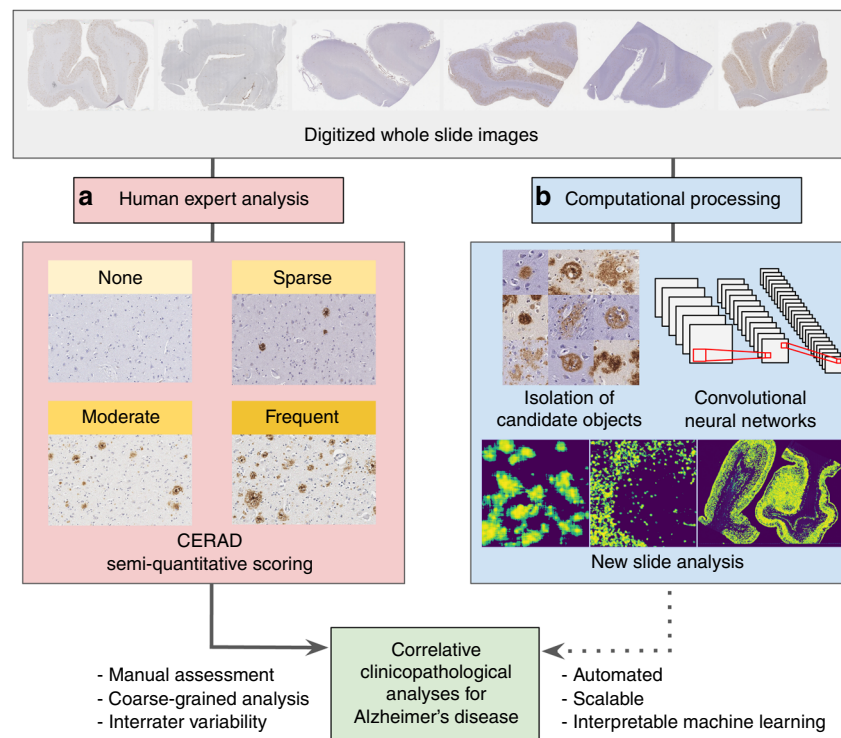 Digitized whole slide images
a Human expert analysis
None
Sparse
Moderate
Frequent
CERAD
semi-quantitative scoring
b Computational processing
Isolation of
candidate objects
Convolutional
neural networks
New slide analysis
- Manual assessment
- Coarse-grained analysis
- Interrater variability
Correlative
clinicopathological
analyses for
Alzheimer's disease
- Automated
- Scalable
- Interpretable machine learning